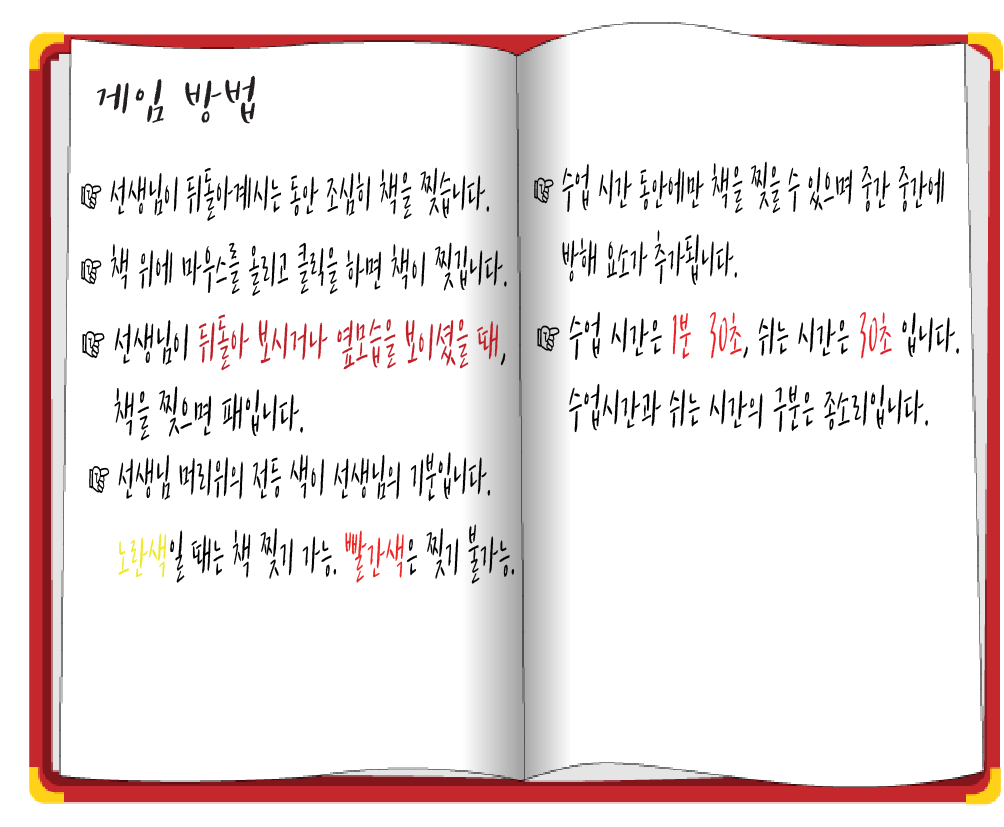 게임 방법
☞ 선생님이 뒤돌아계시는 동안 조심히 책을 찢습니다.
☞ 책 위에 마우스를 올리고 클릭을 하면 책이 찢깁니다.
☞ 선생님이 뒤돌아 보시거나 옆모습을 보이셨을 때,
책을 찢으면 패입니다.
☞ 선생님 머리위의 전등 색이 선생님의 기분입니다.
노란색일 때는 책 찢기 가능. 빨간색은 찢기 불가능.
☞ 수업 시간 동안에만 책을 찢을 수 있으며 중간 중간에
방해 요소가 추가됩니다.
☞ 수업 시간은 1분 30초, 쉬는 시간은 30초 입니다.
수업시간과 쉬는 시간의 구분은 종소리입니다.